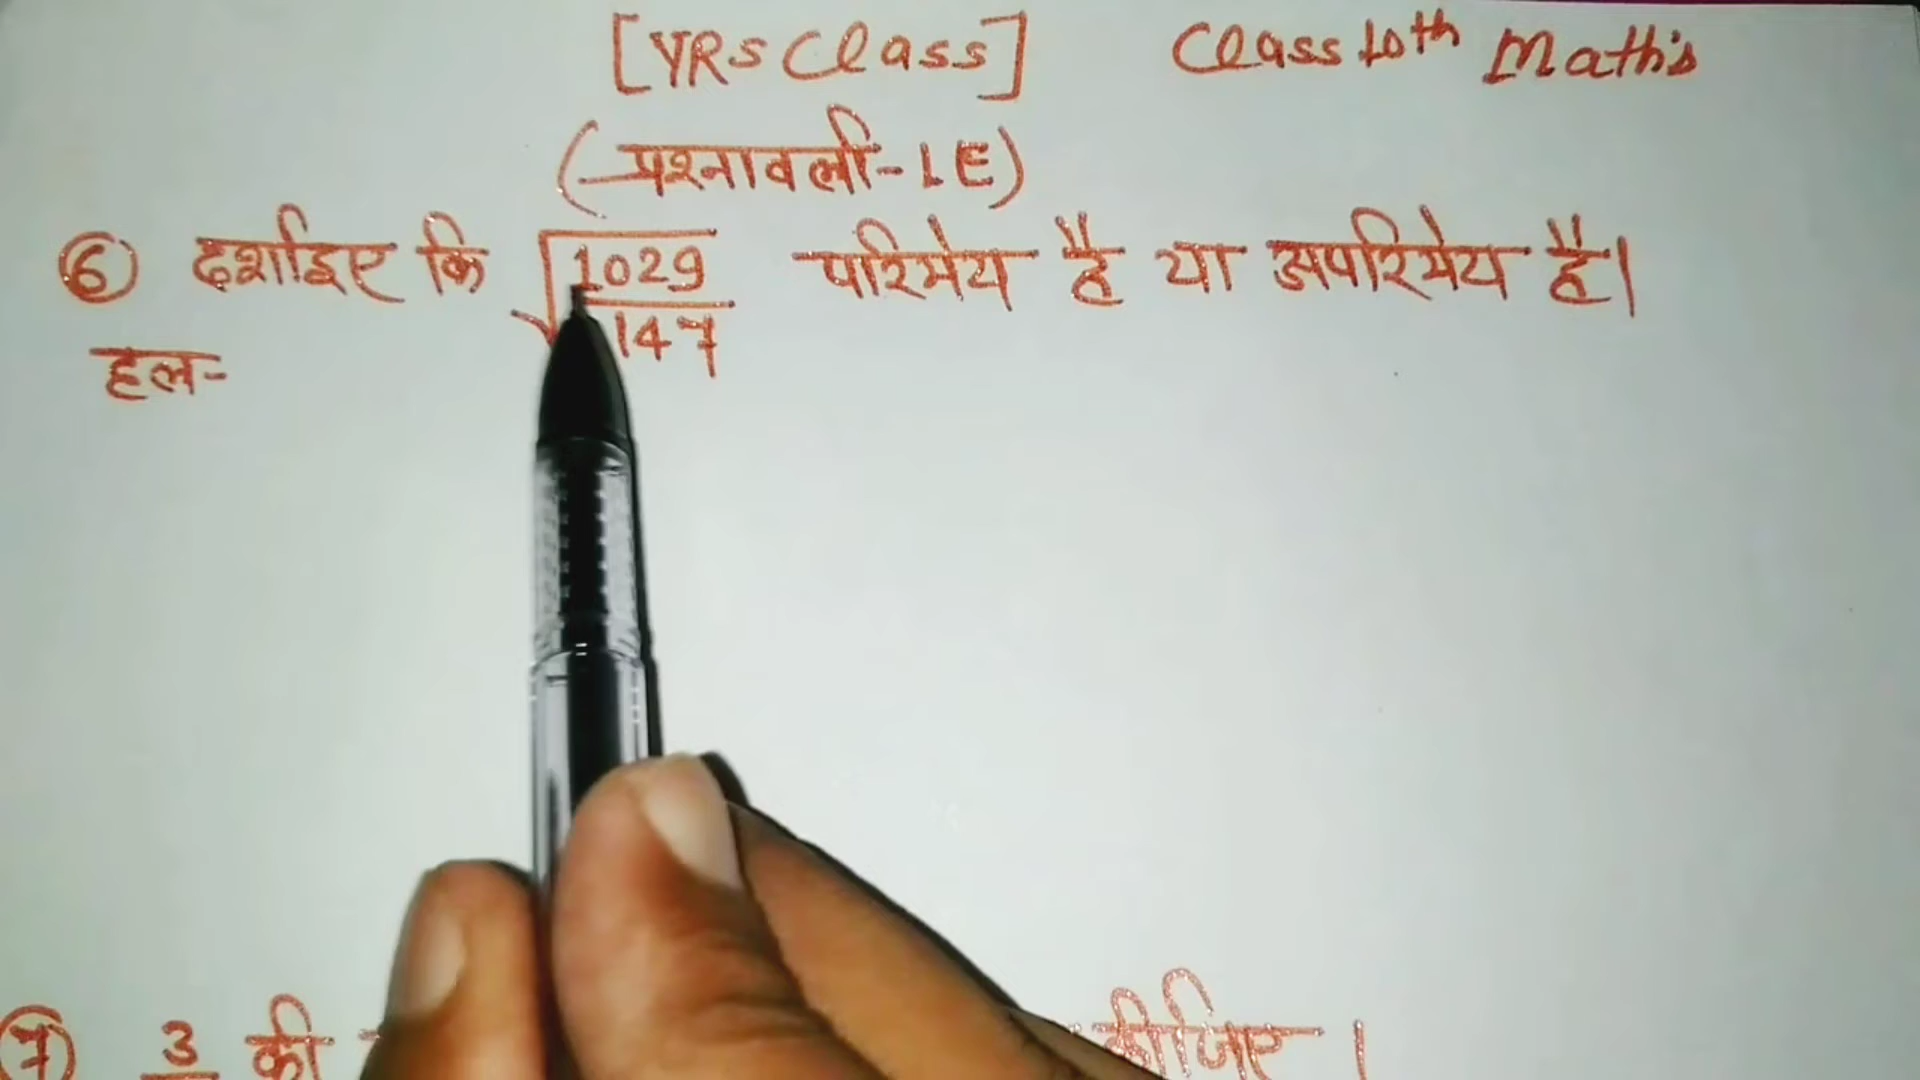 [YRs Class] Class 10th Math's
(प्रश्नावली-1E)
⑥ दर्शाइए कि √1029/147 परिमेय है या अपरिमेय है।
हल-
⑦ 3 की कीजिए।